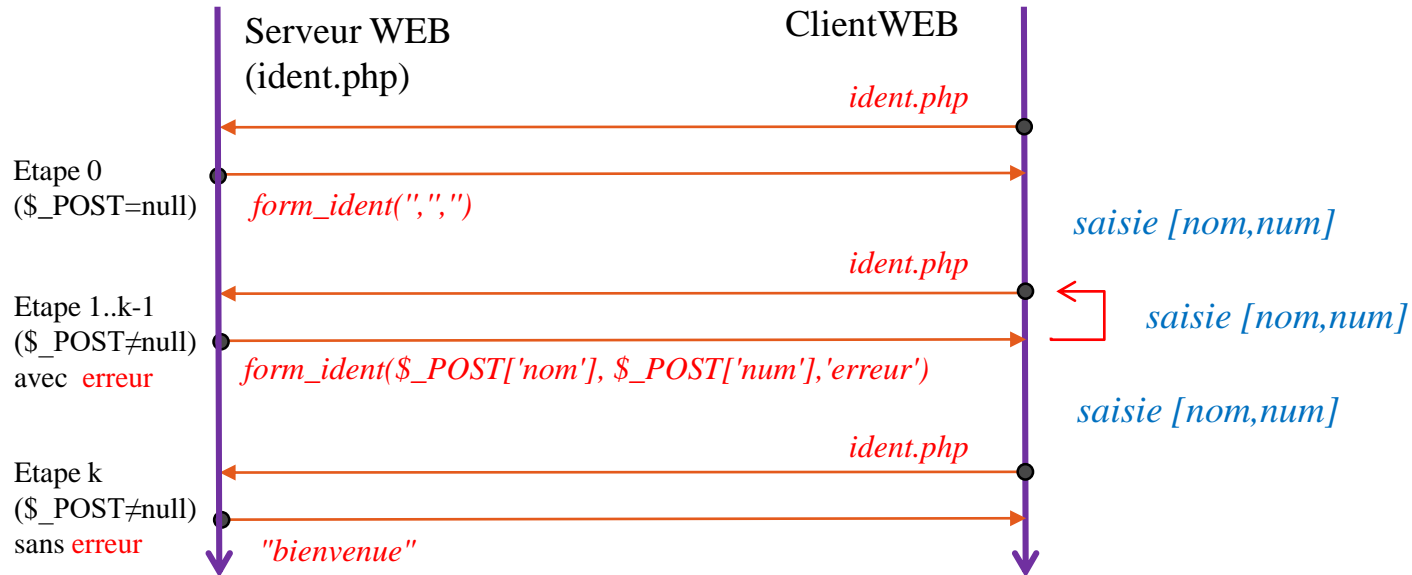 Serveur WEB
(ident.php)
ClientWEB
ident.php
Etape 0
($_POST=null)
form_ident('','','')
saisie [nom,num]
ident.php
Etape 1..k-1
($_POST≠null)
avec erreur
saisie [nom,num]
form_ident($_POST['nom'], $_POST['num'],'erreur')
saisie [nom,num]
ident.php
Etape k
($_POST≠null)
sans erreur
"bienvenue"